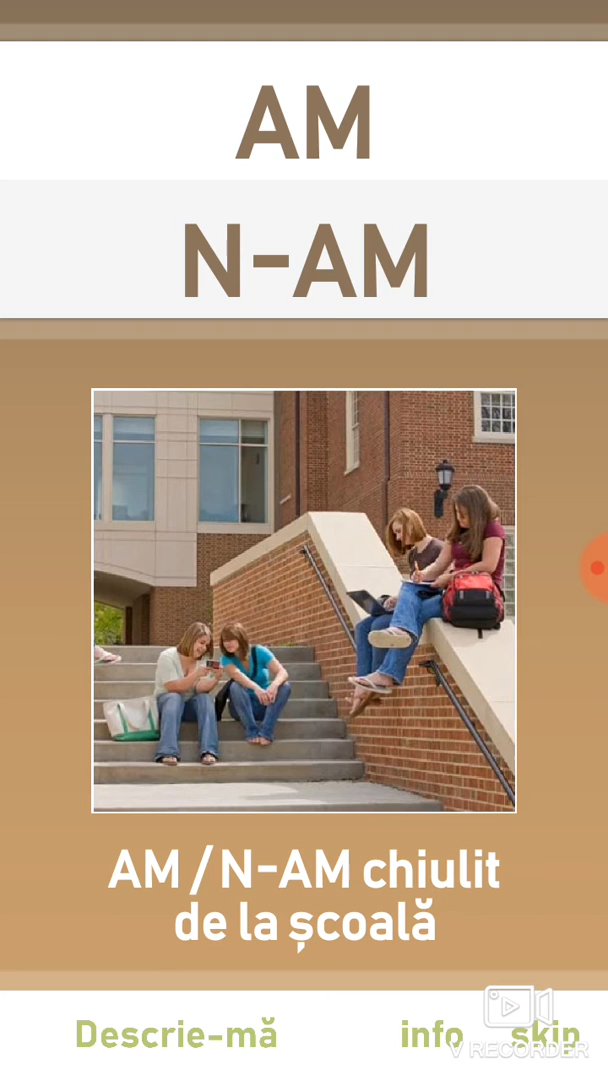 AM
N-AM
AM / N-AM chiulit
de la școală
Descrie-mă info skip
V RECORDER